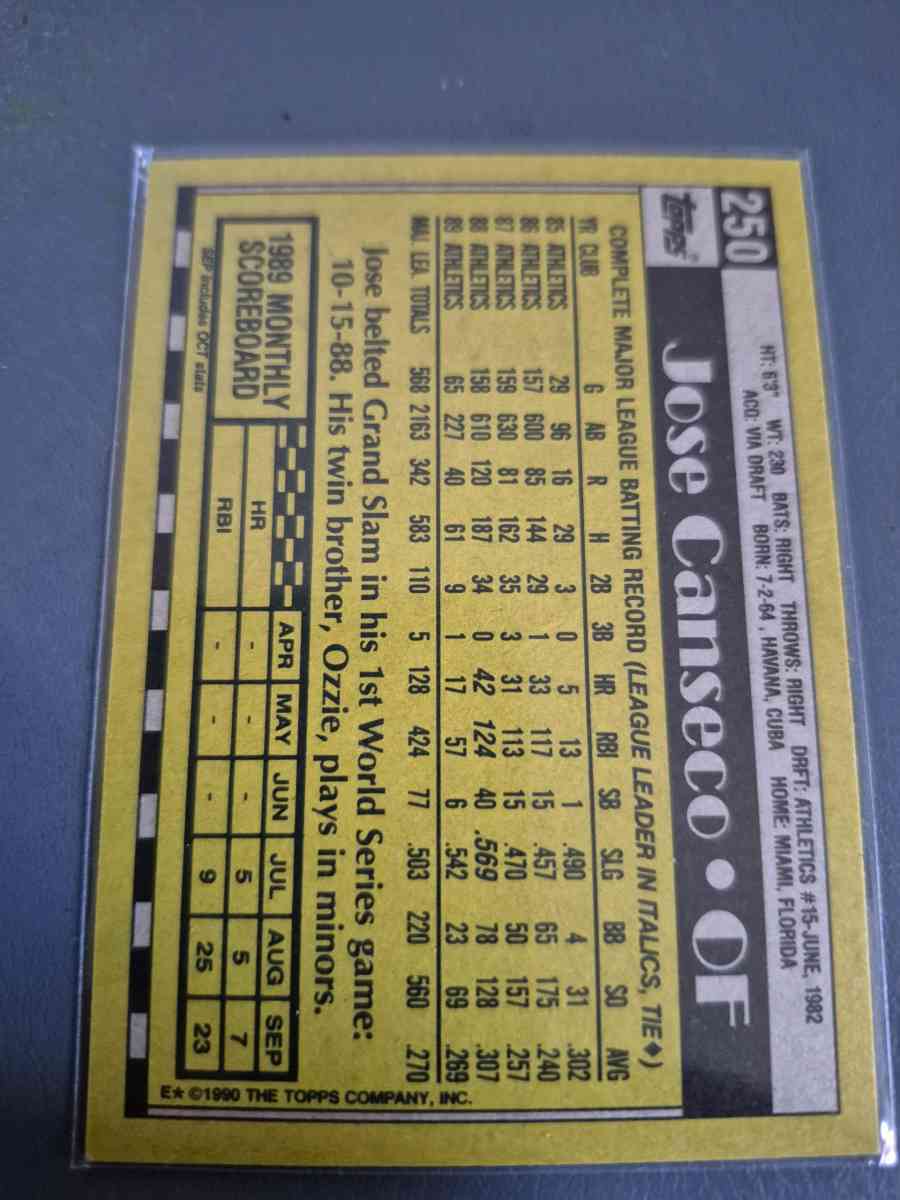 250
HT: 6'3" WT: 230 BATS: RIGHT THROWS: RIGHT DRFT: ATHLETICS #15-JUNE, 1982
ACQ: VIA DRAFT BORN: 7-2-64, HAVANA, CUBA HOME: MIAMI, FLORIDA
Topps®
Jose Canseco • OF
COMPLETE MAJOR LEAGUE BATTING RECORD (LEAGUE LEADER IN ITALICS, TIE♦)
YR CLUB G AB R H 2B 3B HR RBI SB SLG BB SO AVG
85 ATHLETICS 29 96 16 29 3 0 5 13 1 .490 4 31 .302
86 ATHLETICS 157 600 85 144 29 1 33 117 15 .457 65 175 .240
87 ATHLETICS 159 630 81 162 35 3 31 113 15 .470 50 157 .257
88 ATHLETICS 158 610 120 187 34 0 42 124 40 .569 78 128 .307
89 ATHLETICS 65 227 40 61 9 1 17 57 6 .542 23 69 .269
MAJ. LEA. TOTALS 568 2163 342 583 110 5 128 424 77 .503 220 560 .270
Jose belted Grand Slam in his 1st World Series game:
10-15-88. His twin brother, Ozzie, plays in minors.
1989 MONTHLY
SCOREBOARD
APR MAY JUN JUL AUG SEP
HR - - - 5 5 7
RBI - - - 9 25 23
SEP includes OCT stats
E* ©1990 THE TOPPS COMPANY, INC.